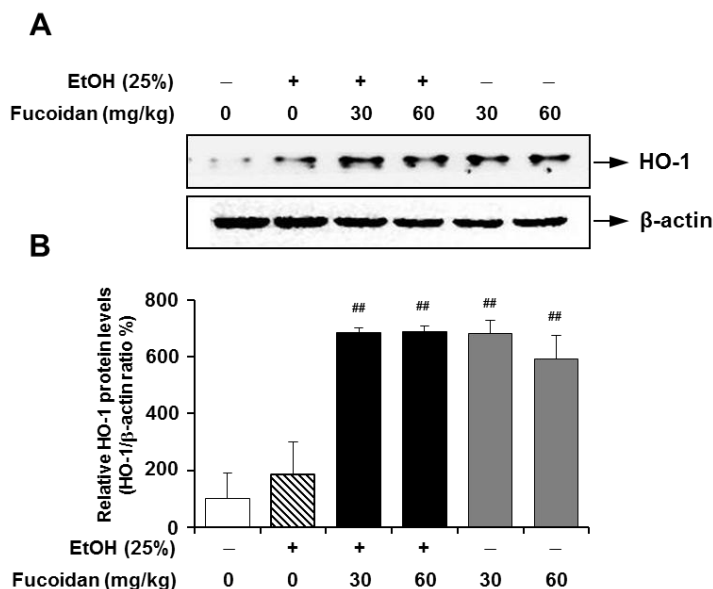 A
EtOH (25%) – + + + – –
Fucoidan (mg/kg) 0 0 30 60 30 60
HO-1
β-actin
B
Relative HO-1 protein levels
(HO-1/β-actin ratio %)
800
600
400
200
0
## ## ## ##
EtOH (25%) – + + + – –
Fucoidan (mg/kg) 0 0 30 60 30 60